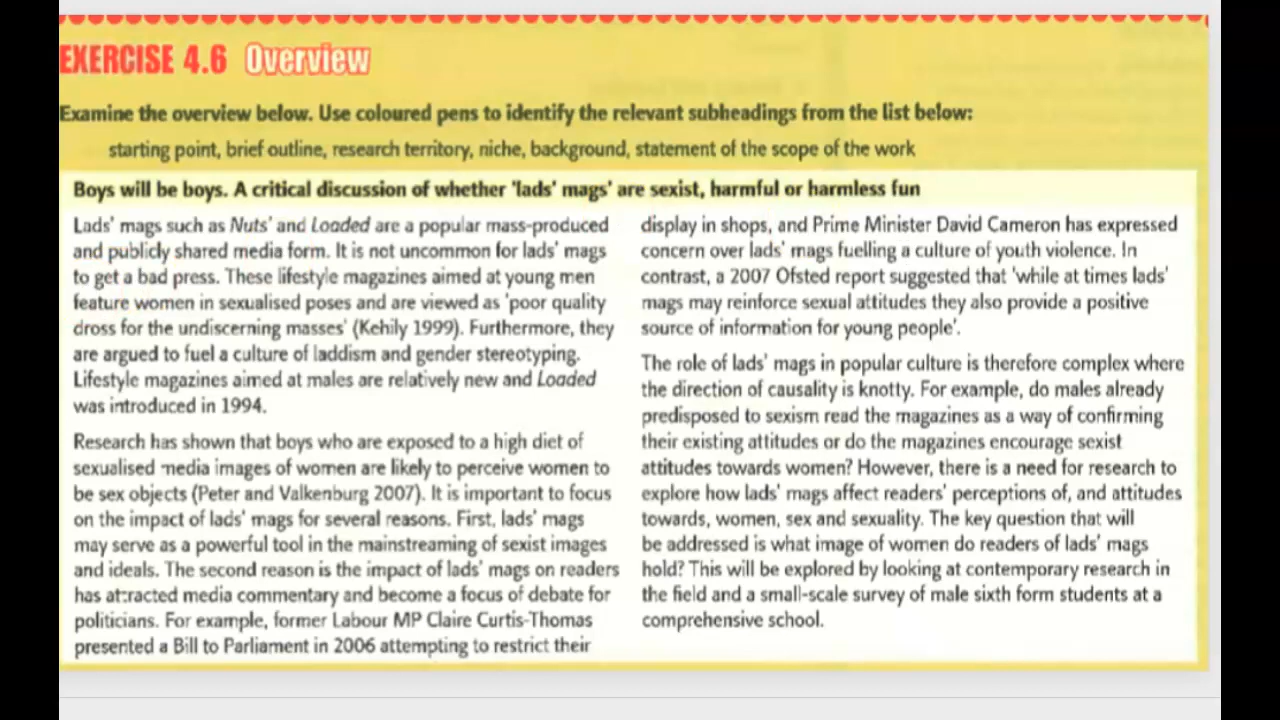 EXERCISE 4.6 Overview
Examine the overview below. Use coloured pens to identify the relevant subheadings from the list below:
starting point, brief outline, research territory, niche, background, statement of the scope of the work
Boys will be boys. A critical discussion of whether 'lads' mags' are sexist, harmful or harmless fun
Lads' mags such as Nuts' and Loaded are a popular mass-produced
and publicly shared media form. It is not uncommon for lads' mags
to get a bad press. These lifestyle magazines aimed at young men
feature women in sexualised poses and are viewed as 'poor quality
dross for the undiscerning masses' (Kehily 1999). Furthermore, they
are argued to fuel a culture of laddism and gender stereotyping.
Lifestyle magazines aimed at males are relatively new and Loaded
was introduced in 1994.
Research has shown that boys who are exposed to a high diet of
sexualised media images of women are likely to perceive women to
be sex objects (Peter and Valkenburg 2007). It is important to focus
on the impact of lads' mags for several reasons. First, lads' mags
may serve as a powerful tool in the mainstreaming of sexist images
and ideals. The second reason is the impact of lads' mags on readers
has attracted media commentary and become a focus of debate for
politicians. For example, former Labour MP Claire Curtis-Thomas
presented a Bill to Parliament in 2006 attempting to restrict their
display in shops, and Prime Minister David Cameron has expressed
concern over lads' mags fuelling a culture of youth violence. In
contrast, a 2007 Ofsted report suggested that 'while at times lads'
mags may reinforce sexual attitudes they also provide a positive
source of information for young people'.
The role of lads' mags in popular culture is therefore complex where
the direction of causality is knotty. For example, do males already
predisposed to sexism read the magazines as a way of confirming
their existing attitudes or do the magazines encourage sexist
attitudes towards women? However, there is a need for research to
explore how lads' mags affect readers' perceptions of, and attitudes
towards, women, sex and sexuality. The key question that will
be addressed is what image of women do readers of lads' mags
hold? This will be explored by looking at contemporary research in
the field and a small-scale survey of male sixth form students at a
comprehensive school.